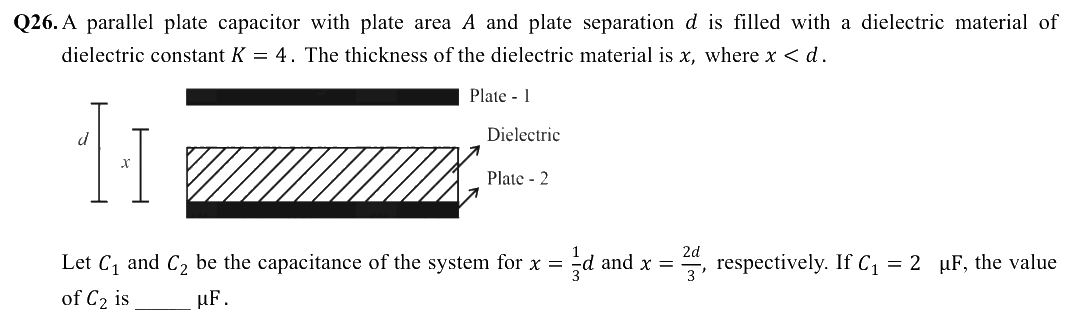 Q26. A parallel plate capacitor with plate area A and plate separation d is filled with a dielectric material of
dielectric constant K = 4. The thickness of the dielectric material is x, where x < d.
Plate - 1
d
Dielectric
x
Plate - 2
Let C₁ and C₂ be the capacitance of the system for x = 1/3 d and x = 2d/3, respectively. If C₁ = 2 μF, the value
of C₂ is _____ μF.